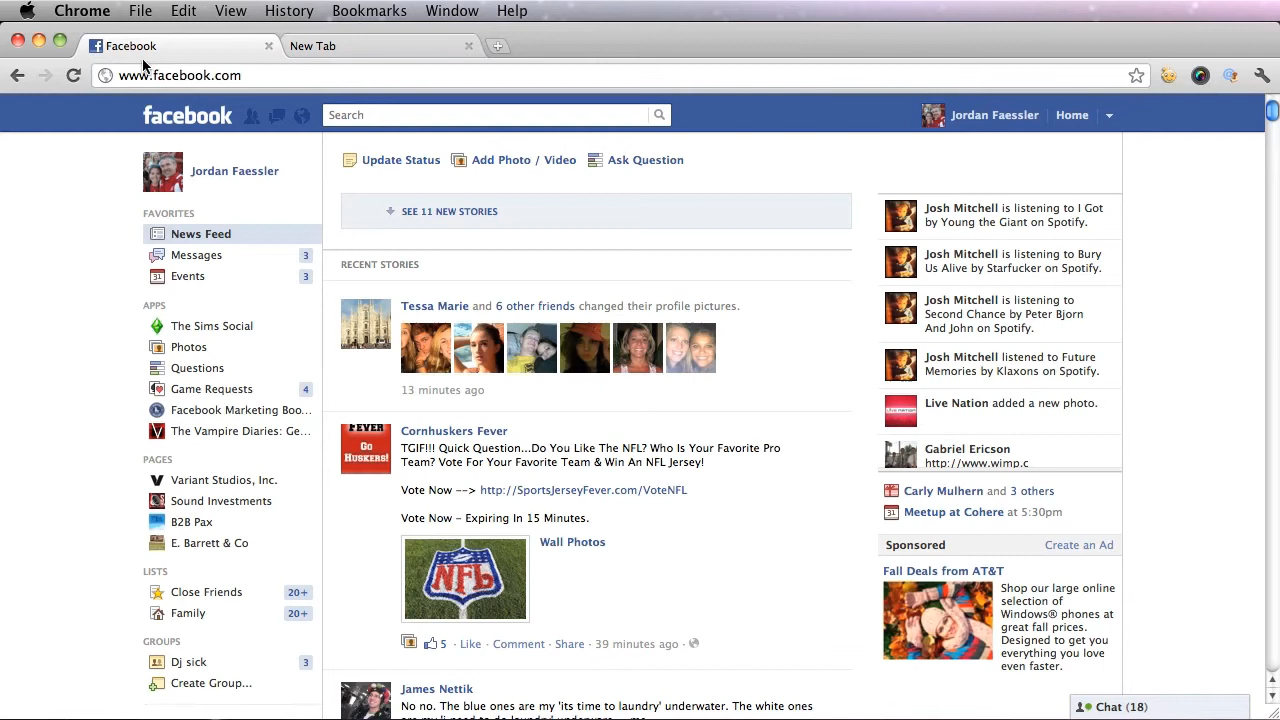 Chrome File Edit View History Bookmarks Window Help
Facebook
New Tab
www.facebook.com
facebook
Search
Jordan Faessler
Home
Jordan Faessler
FAVORITES
News Feed
Messages 3
31 Events 3
APPS
The Sims Social
Photos
Questions
Game Requests 4
Facebook Marketing Boo...
The Vampire Diaries: Ge...
PAGES
Variant Studios, Inc.
Sound Investments
B2B Pax
E. Barrett & Co
LISTS
Close Friends 20+
Family 20+
GROUPS
Dj sick 3
Create Group...
Update Status
Add Photo / Video
Ask Question
SEE 11 NEW STORIES
RECENT STORIES
Tessa Marie and 6 other friends changed their profile pictures.
13 minutes ago
FEVER
Go
HUSKERS!
Cornhuskers Fever
TGIF!!! Quick Question...Do You Like The NFL? Who Is Your Favorite Pro
Team? Vote For Your Favorite Team & Win An NFL Jersey!
Vote Now --> http://SportsJerseyFever.com/VoteNFL
Vote Now - Expiring In 15 Minutes.
NFL
Wall Photos
5 · Like · Comment · Share · 39 minutes ago ·
James Nettik
No no. The blue ones are my 'its time to laundry' underwear. The white ones
Josh Mitchell is listening to I Got
by Young the Giant on Spotify.
Josh Mitchell is listening to Bury
Us Alive by Starfucker on Spotify.
Josh Mitchell is listening to
Second Chance by Peter Bjorn
And John on Spotify.
Josh Mitchell listened to Future
Memories by Klaxons on Spotify.
Live Nation added a new photo.
Gabriel Ericson
http://www.wimp.c
Carly Mulhern and 3 others
31 Meetup at Cohere at 5:30pm
Sponsored
Create an Ad
Fall Deals from AT&T
Shop our large online
selection of
Windows® phones at
great fall prices.
Designed to get you
everything you love
even faster.
Chat (18)